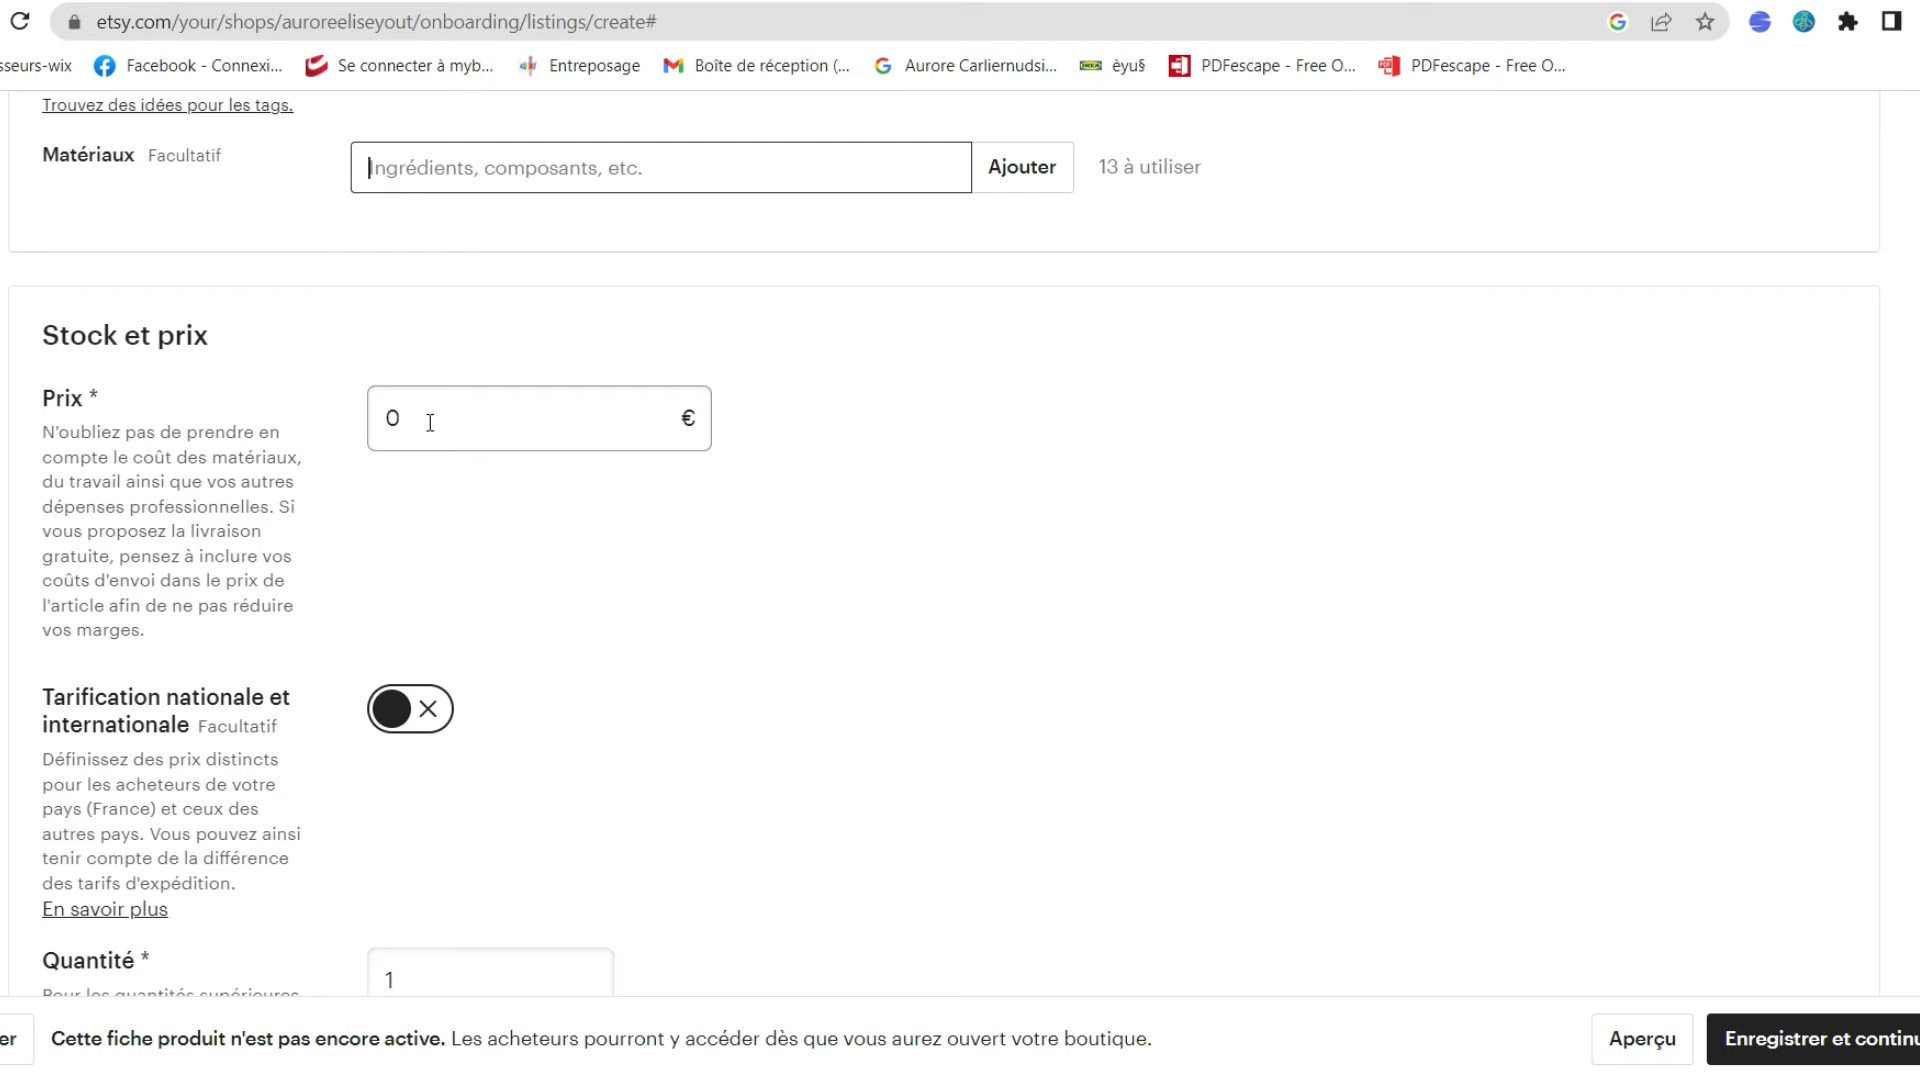 etsy.com/your/shops/auroreeliseyout/onboarding/listings/create#
sseurs-wix Facebook - Connexi... Se connecter à myb... Entreposage Boîte de réception (... Aurore Carliernudsi... IKEA èyu§ PDFescape - Free O... PDFescape - Free O...
Trouvez des idées pour les tags.
Matériaux Facultatif Ingrédients, composants, etc. Ajouter 13 à utiliser
Stock et prix
Prix * 0 €
N'oubliez pas de prendre en
compte le coût des matériaux,
du travail ainsi que vos autres
dépenses professionnelles. Si
vous proposez la livraison
gratuite, pensez à inclure vos
coûts d'envoi dans le prix de
l'article afin de ne pas réduire
vos marges.
Tarification nationale et
internationale Facultatif
Définissez des prix distincts
pour les acheteurs de votre
pays (France) et ceux des
autres pays. Vous pouvez ainsi
tenir compte de la différence
des tarifs d'expédition.
En savoir plus
Quantité * 1
Pour les quantités supérieures
er Cette fiche produit n'est pas encore active. Les acheteurs pourront y accéder dès que vous aurez ouvert votre boutique. Aperçu Enregistrer et continu